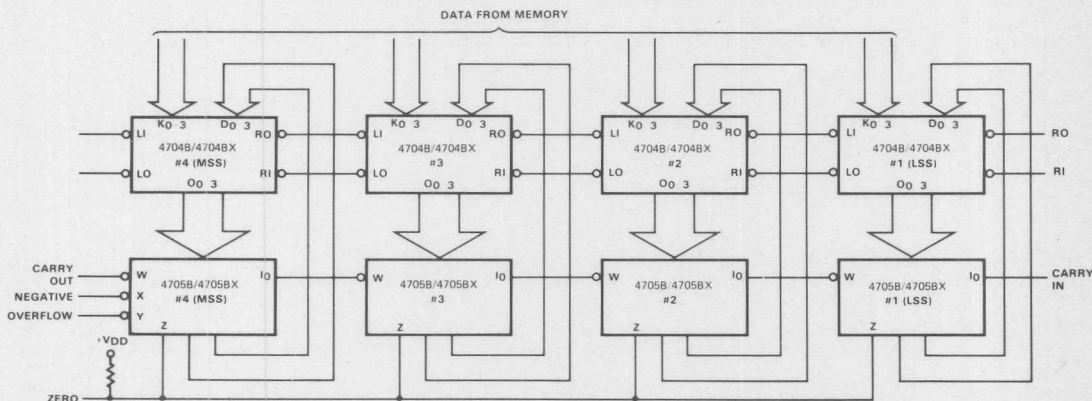 DATA FROM MEMORY
K0 3 D0 3 K0 3 D0 3 K0 3 D0 3 K0 3 D0 3
LI RO LI RO LI RO LI RO
4704B/4704BX 4704B/4704BX 4704B/4704BX 4704B/4704BX
#4 (MSS) #3 #2 #1 (LSS)
LO RI LO RI LO RI LO RI
O0 3 O0 3 O0 3 O0 3
CARRY OUT
W I0 W I0 W I0 W I0
CARRY IN
4705B/4705BX 4705B/4705BX 4705B/4705BX 4705B/4705BX
NEGATIVE X #4 (MSS) #3 #2 #1 (LSS)
OVERFLOW Y
Z Z Z Z
VDD
ZERO
RO
RI